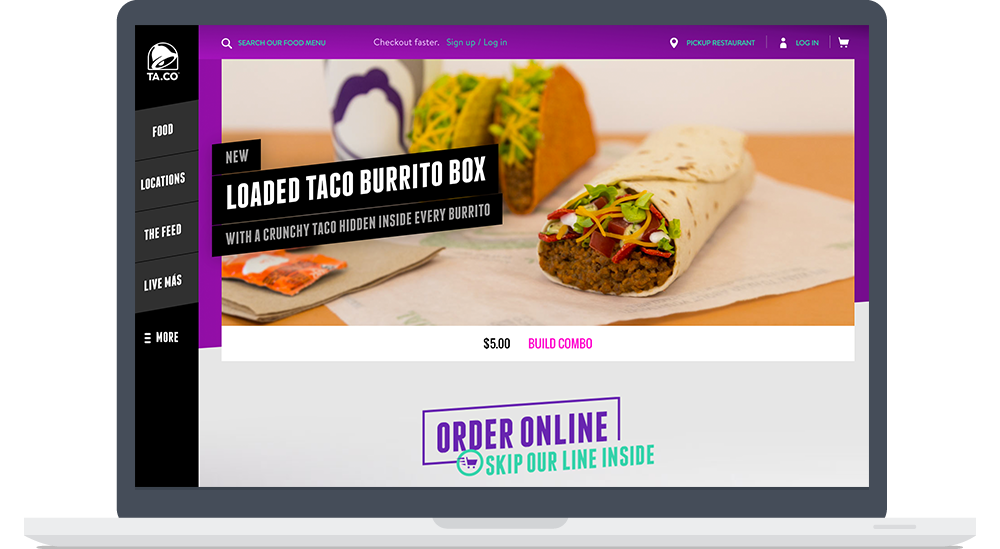 TA.CO
FOOD
LOCATIONS
THE FEED
LIVE MÁS
MORE
SEARCH OUR FOOD MENU
Checkout faster. Sign up / Log in
PICKUP RESTAURANT
LOG IN
NEW
LOADED TACO BURRITO BOX
WITH A CRUNCHY TACO HIDDEN INSIDE EVERY BURRITO
$5.00 BUILD COMBO
ORDER ONLINE
SKIP OUR LINE INSIDE